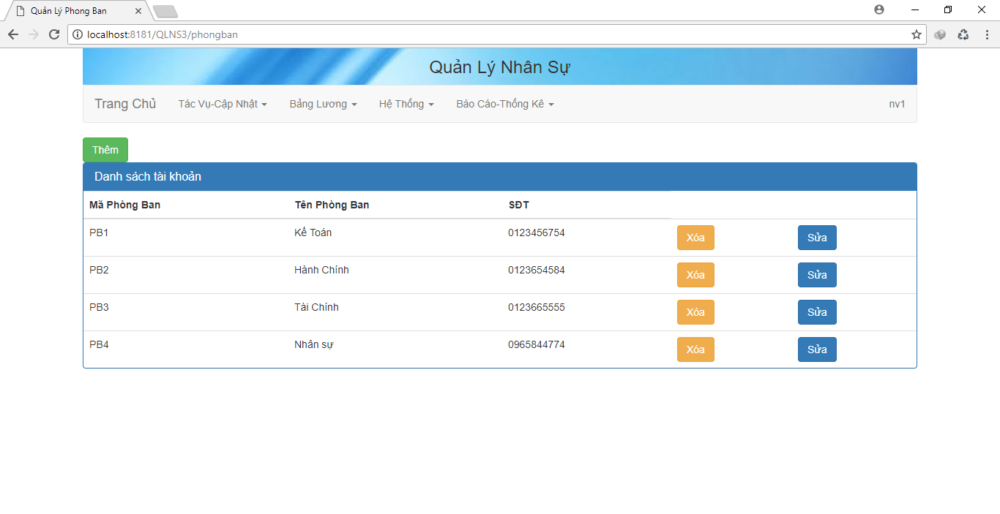 Quản Lý Phong Ban
localhost:8181/QLNS3/phongban
Quản Lý Nhân Sự
Trang Chủ Tác Vụ-Cập Nhật Bảng Lương Hệ Thống Báo Cáo-Thống Kê nv1
Thêm
Danh sách tài khoản
Mã Phòng Ban Tên Phòng Ban SĐT
PB1 Kế Toán 0123456754 Xóa Sửa
PB2 Hành Chính 0123654584 Xóa Sửa
PB3 Tài Chính 0123665555 Xóa Sửa
PB4 Nhân sự 0965844774 Xóa Sửa